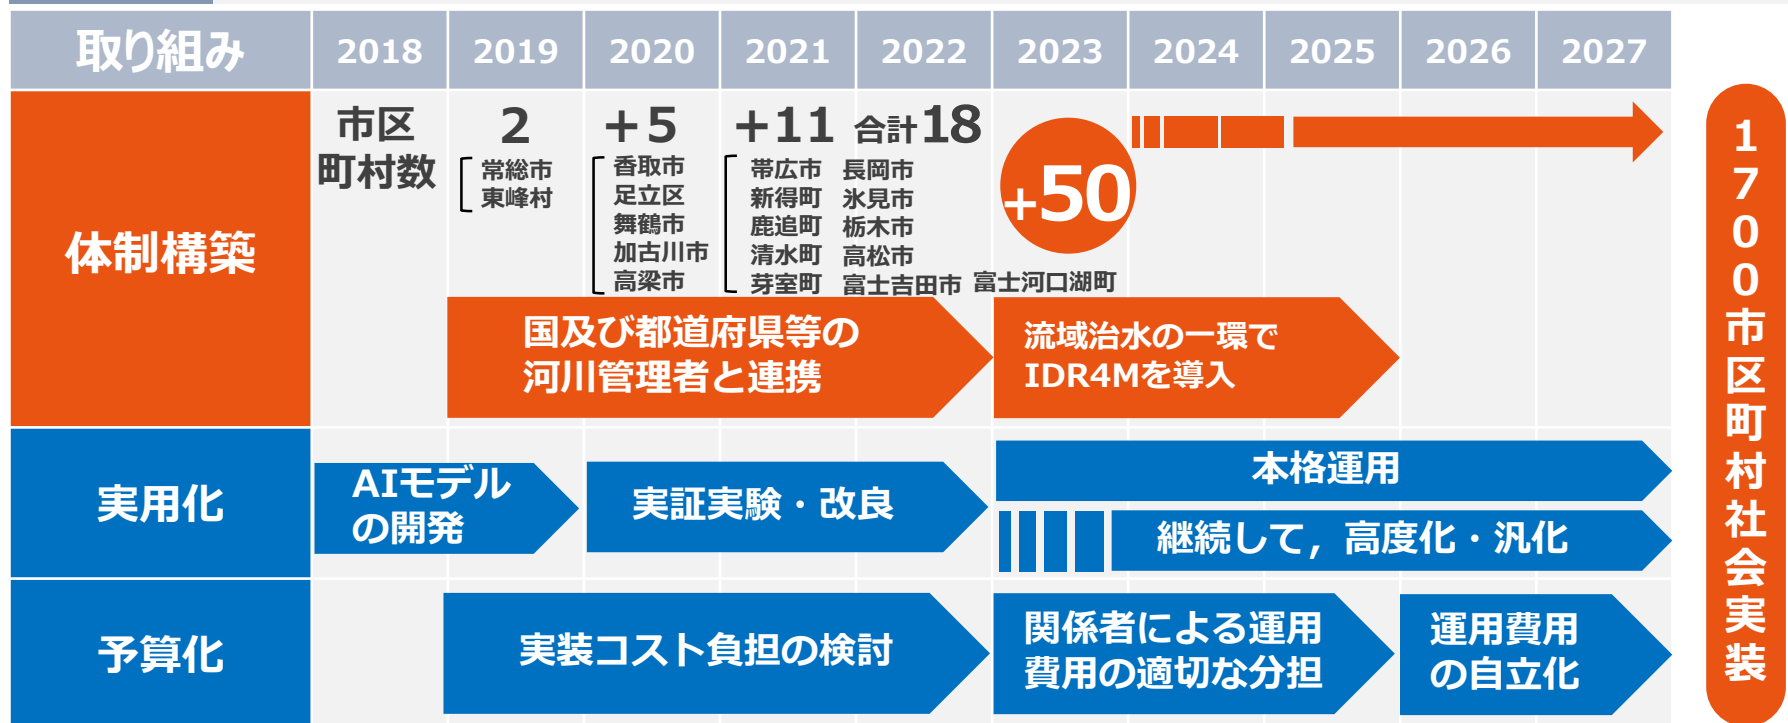 取り組み
2018
2019
2020
2021
2022
2023
2024
2025
2026
2027
体制構築
市区
町村数
2
常総市
東峰村
+5
香取市
足立区
舞鶴市
加古川市
高梁市
+11
帯広市
新得町
鹿追町
清水町
芽室町
長岡市
氷見市
栃木市
高松市
富士吉田市
富士河口湖町
合計18
+50
国及び都道府県等の
河川管理者と連携
流域治水の一環で
IDR4Mを導入
実用化
AIモデル
の開発
実証実験・改良
本格運用
継続して，高度化・汎化
予算化
実装コスト負担の検討
関係者による運用
費用の適切な分担
運用費用
の自立化
1700市区町村社会実装